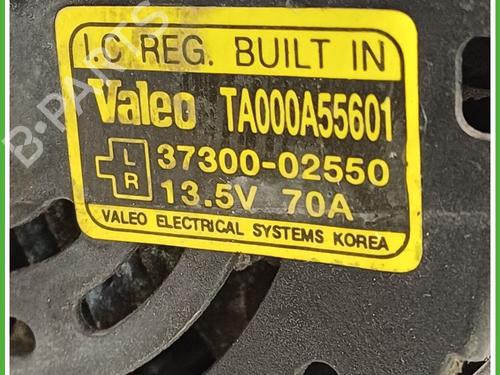 I.C REG. BUILT IN
Valeo TA000A55601
L 37300-02550
R 13.5V 70A
VALEO ELECTRICAL SYSTEMS KOREA
B-PARTS